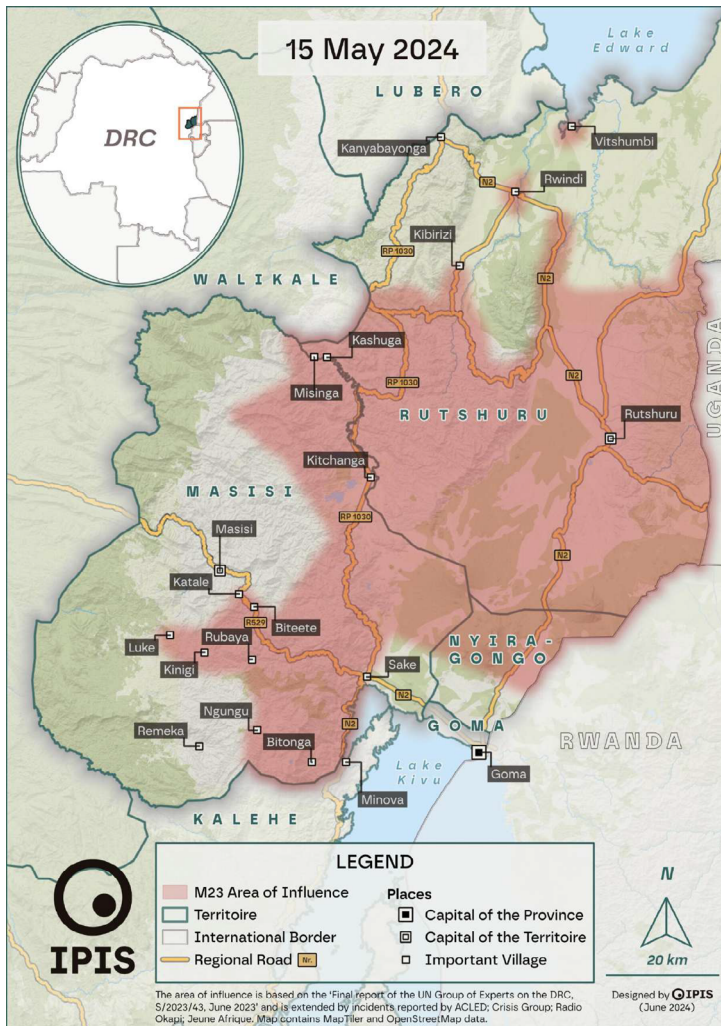 15 May 2024
Lake
Edward
LUBERO
DRC
Kanyabayonga
Vitshumbi
N2
Rwindi
Kibirizi
RP 1030
N2
WALIKALE
UGANDA
Kashuga
Misinga
RP 1030
N2
RUTSHURU
Rutshuru
Kitchanga
MASISI
RP 1030
Masisi
N2
Katale
Biteete
R529
Luke
Rubaya
NYIRA-
GONGO
Kinigi
Sake
N2
Ngungu
N2
GOMA
Remeka
Bitonga
RWANDA
Lake
Kivu
Goma
Minova
KALEHE
LEGEND
M23 Area of Influence
Territoire
International Border
Regional Road Nr.
Places
Capital of the Province
Capital of the Territoire
Important Village
N
20 km
IPIS
The area of influence is based on the 'Final report of the UN Group of Experts on the DRC,
S/2023/43, June 2023' and is extended by incidents reported by ACLED; Crisis Group; Radio
Okapi; Jeune Afrique. Map contains MapTiler and OpenStreetMap data.
Designed by IPIS
(June 2024)